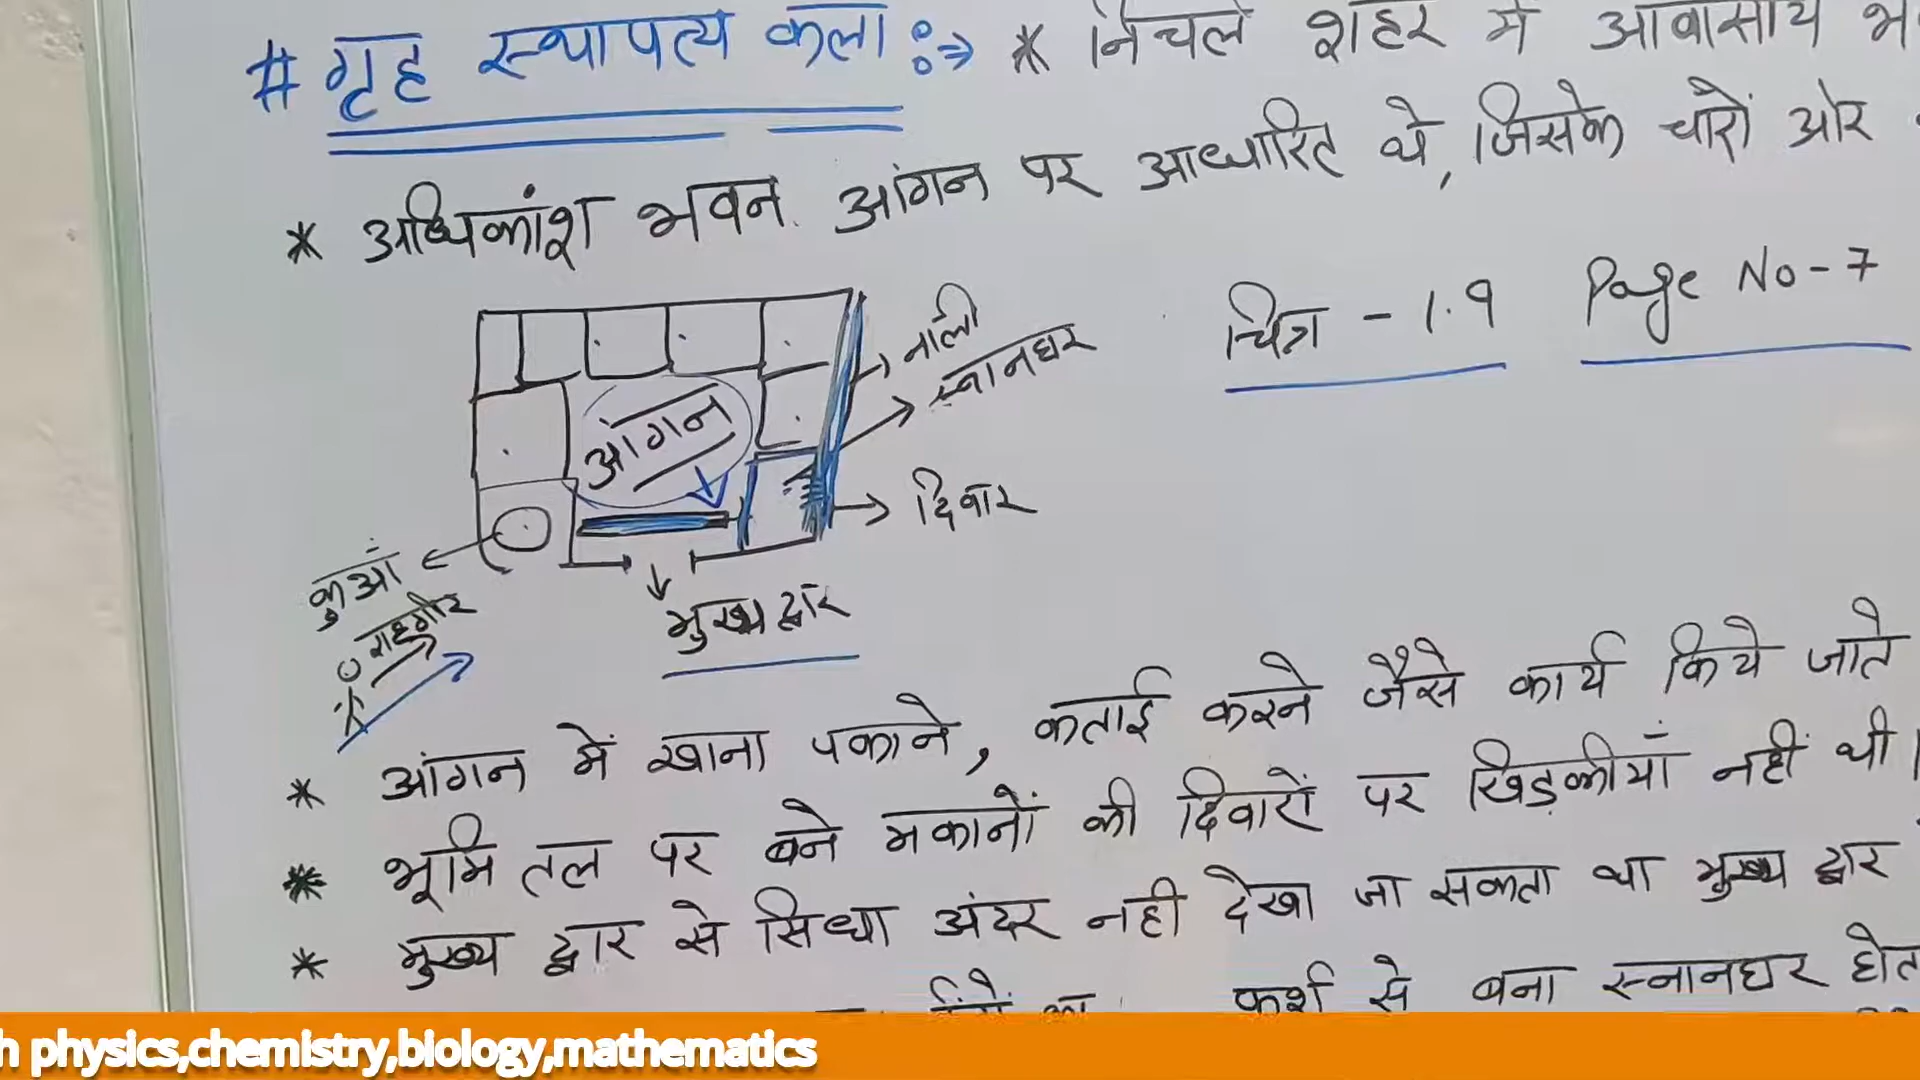 # गृह स्थापत्य कला :⇒ * निचले शहर में आवासीय
* अधिकांश भवन आंगन पर आधारित थे, जिसके चारों ओर
चित्र - 1.9 Page No - 7
नाली
स्नानघर
आंगन
दिवार
कुआँ
राहगीर
मुख्य द्वार
* आंगन में खाना पकाने, कताई करने जैसे कार्य किये जाते
* भूमि तल पर बने मकानों की दिवारों पर खिड़कीयाँ नहीं थी।
* मुख्य द्वार से सिधा अंदर नही देखा जा सकता था मुख्य द्वार
फर्श से बना स्नानघर
physics,chemistry,biology,mathematics